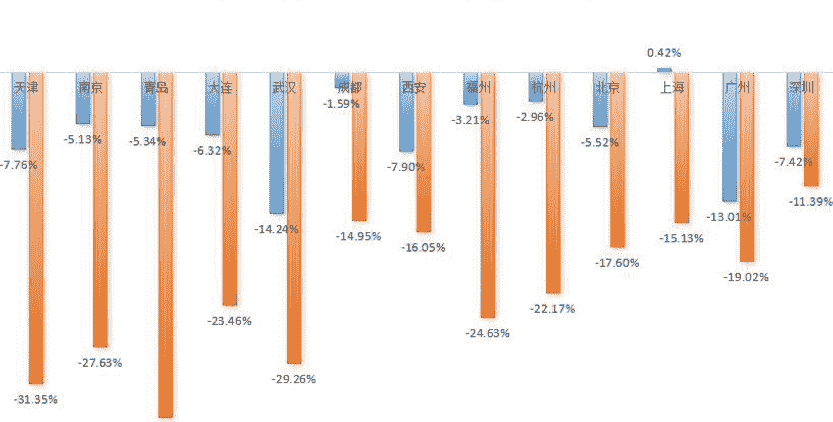 0.42%
天津 南京 青岛 大连 武汉 成都 西安 福州 杭州 北京 上海 广州 深圳
-7.76% -5.13% -5.34% -6.32% -14.24% -1.59% -7.90% -3.21% -2.96% -5.52% -13.01% -7.42%
-31.35% -27.63% -23.46% -29.26% -14.95% -16.05% -24.63% -22.17% -17.60% -15.13% -19.02% -11.39%